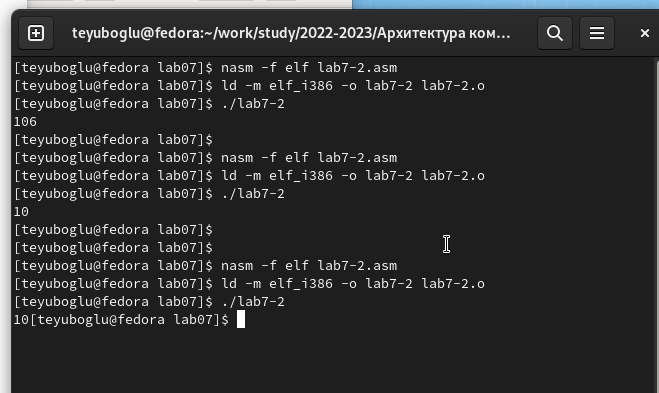 teyuboglu@fedora:~/work/study/2022-2023/Архитектура ком...
[teyuboglu@fedora lab07]$ nasm -f elf lab7-2.asm
[teyuboglu@fedora lab07]$ ld -m elf_i386 -o lab7-2 lab7-2.o
[teyuboglu@fedora lab07]$ ./lab7-2
106
[teyuboglu@fedora lab07]$
[teyuboglu@fedora lab07]$ nasm -f elf lab7-2.asm
[teyuboglu@fedora lab07]$ ld -m elf_i386 -o lab7-2 lab7-2.o
[teyuboglu@fedora lab07]$ ./lab7-2
10
[teyuboglu@fedora lab07]$
[teyuboglu@fedora lab07]$
[teyuboglu@fedora lab07]$ nasm -f elf lab7-2.asm
[teyuboglu@fedora lab07]$ ld -m elf_i386 -o lab7-2 lab7-2.o
[teyuboglu@fedora lab07]$ ./lab7-2
10[teyuboglu@fedora lab07]$